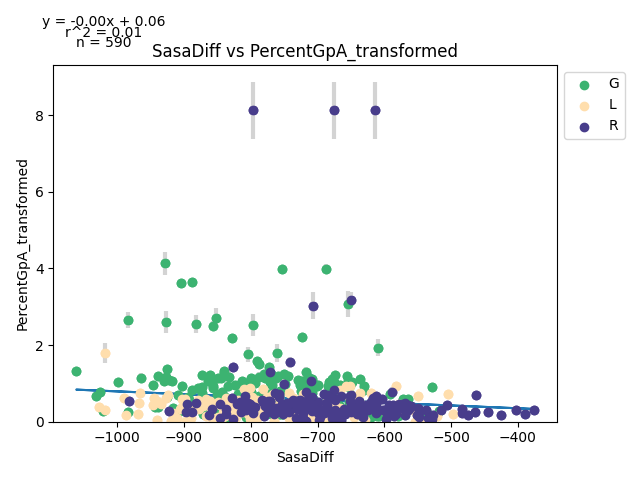 y = -0.00x + 0.06
r^2 = 0.01
n = 590
SasaDiff vs PercentGpA_transformed
G
L
R
8
6
4
2
0
PercentGpA_transformed
−1000 −900 −800 −700 −600 −500 −400
SasaDiff